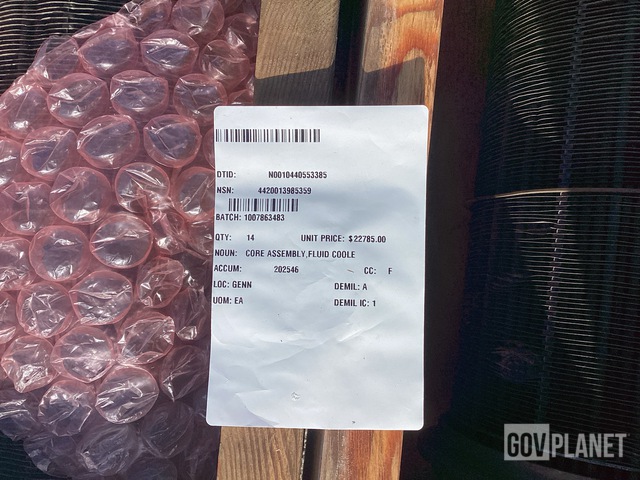 DTID: N0010440553385
NSN: 4420013985359
BATCH: 1007863483
QTY: 14 UNIT PRICE: $22785.00
NOUN: CORE ASSEMBLY,FLUID COOLE
ACCUM: 202546 CC: F
LOC: GENN DEMIL: A
UOM: EA DEMIL IC: 1
GOVPLANET